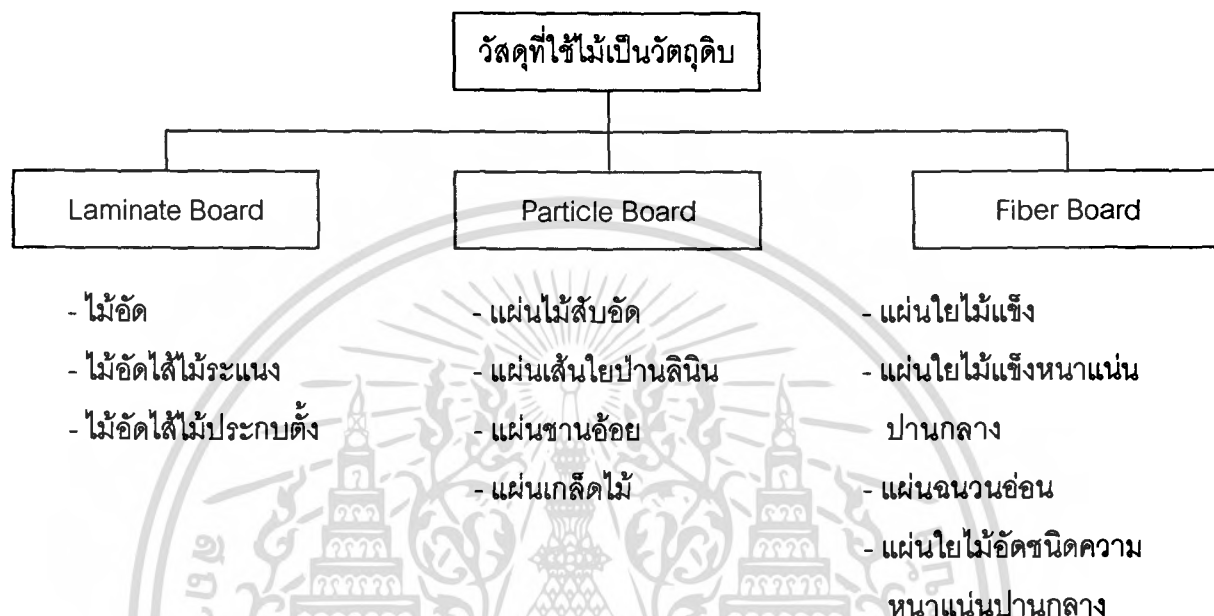 วัสดุที่ใช้ไม้เป็นวัตถุดิบ
Laminate Board
Particle Board
Fiber Board
- ไม้อัด
- ไม้อัดไส้ไม้ระแนง
- ไม้อัดไส้ไม้ประกบตั้ง
- แผ่นไม้สับอัด
- แผ่นเส้นใยป่านลินิน
- แผ่นชานอ้อย
- แผ่นเกล็ดไม้
- แผ่นใยไม้แข็ง
- แผ่นใยไม้แข็งหนาแน่น
ปานกลาง
- แผ่นฉนวนอ่อน
- แผ่นใยไม้อัดชนิดความ
หนาแน่นปานกลาง